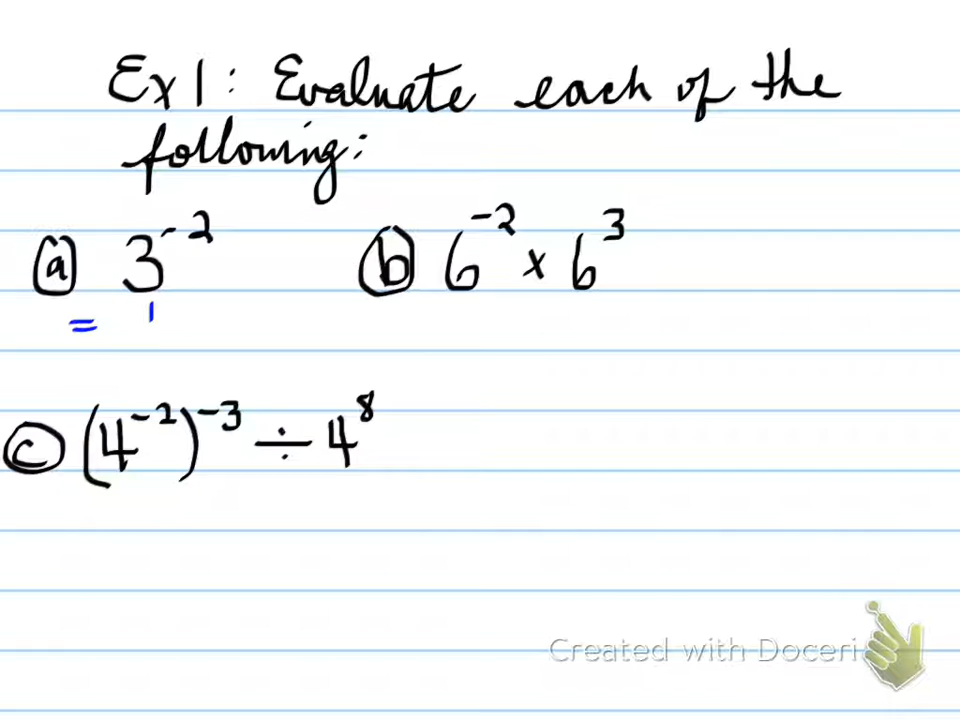 Ex 1: Evaluate each of the
following:
(a) 3⁻² (b) 6⁻² × 6³
= 1
(c) (4⁻²)⁻³ ÷ 4⁸
Created with Doceri